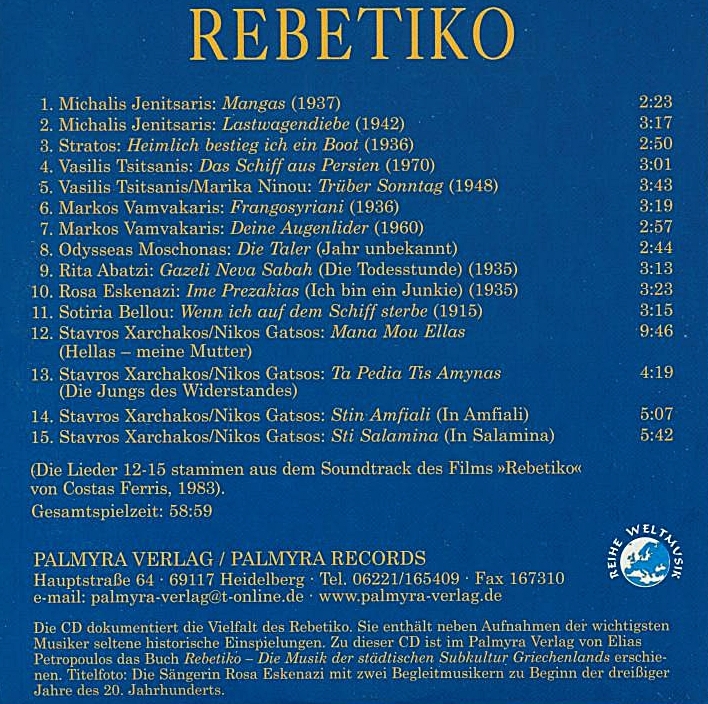 REBETIKO
1. Michalis Jenitsaris: Mangas (1937) 2:23
2. Michalis Jenitsaris: Lastwagendiebe (1942) 3:17
3. Stratos: Heimlich bestieg ich ein Boot (1936) 2:50
4. Vasilis Tsitsanis: Das Schiff aus Persien (1970) 3:01
5. Vasilis Tsitsanis/Marika Ninou: Trüber Sonntag (1948) 3:43
6. Markos Vamvakaris: Frangosyriani (1936) 3:19
7. Markos Vamvakaris: Deine Augenlider (1960) 2:57
8. Odysseas Moschonas: Die Taler (Jahr unbekannt) 2:44
9. Rita Abatzi: Gazeli Neva Sabah (Die Todesstunde) (1935) 3:13
10. Rosa Eskenazi: Ime Prezakias (Ich bin ein Junkie) (1935) 3:23
11. Sotiria Bellou: Wenn ich auf dem Schiff sterbe (1915) 3:15
12. Stavros Xarchakos/Nikos Gatsos: Mana Mou Ellas 9:46
(Hellas – meine Mutter)
13. Stavros Xarchakos/Nikos Gatsos: Ta Pedia Tis Amynas 4:19
(Die Jungs des Widerstandes)
14. Stavros Xarchakos/Nikos Gatsos: Stin Amfiali (In Amfiali) 5:07
15. Stavros Xarchakos/Nikos Gatsos: Sti Salamina (In Salamina) 5:42
(Die Lieder 12-15 stammen aus dem Soundtrack des Films »Rebetiko«
von Costas Ferris, 1983).
Gesamtspielzeit: 58:59
REIHE WELTMUSIK
PALMYRA VERLAG / PALMYRA RECORDS
Hauptstraße 64 · 69117 Heidelberg · Tel. 06221/165409 · Fax 167310
e-mail: palmyra-verlag@t-online.de · www.palmyra-verlag.de
Die CD dokumentiert die Vielfalt des Rebetiko. Sie enthält neben Aufnahmen der wichtigsten
Musiker seltene historische Einspielungen. Zu dieser CD ist im Palmyra Verlag von Elias
Petropoulos das Buch Rebetiko – Die Musik der städtischen Subkultur Griechenlands erschie-
nen. Titelfoto: Die Sängerin Rosa Eskenazi mit zwei Begleitmusikern zu Beginn der dreißiger
Jahre des 20. Jahrhunderts.